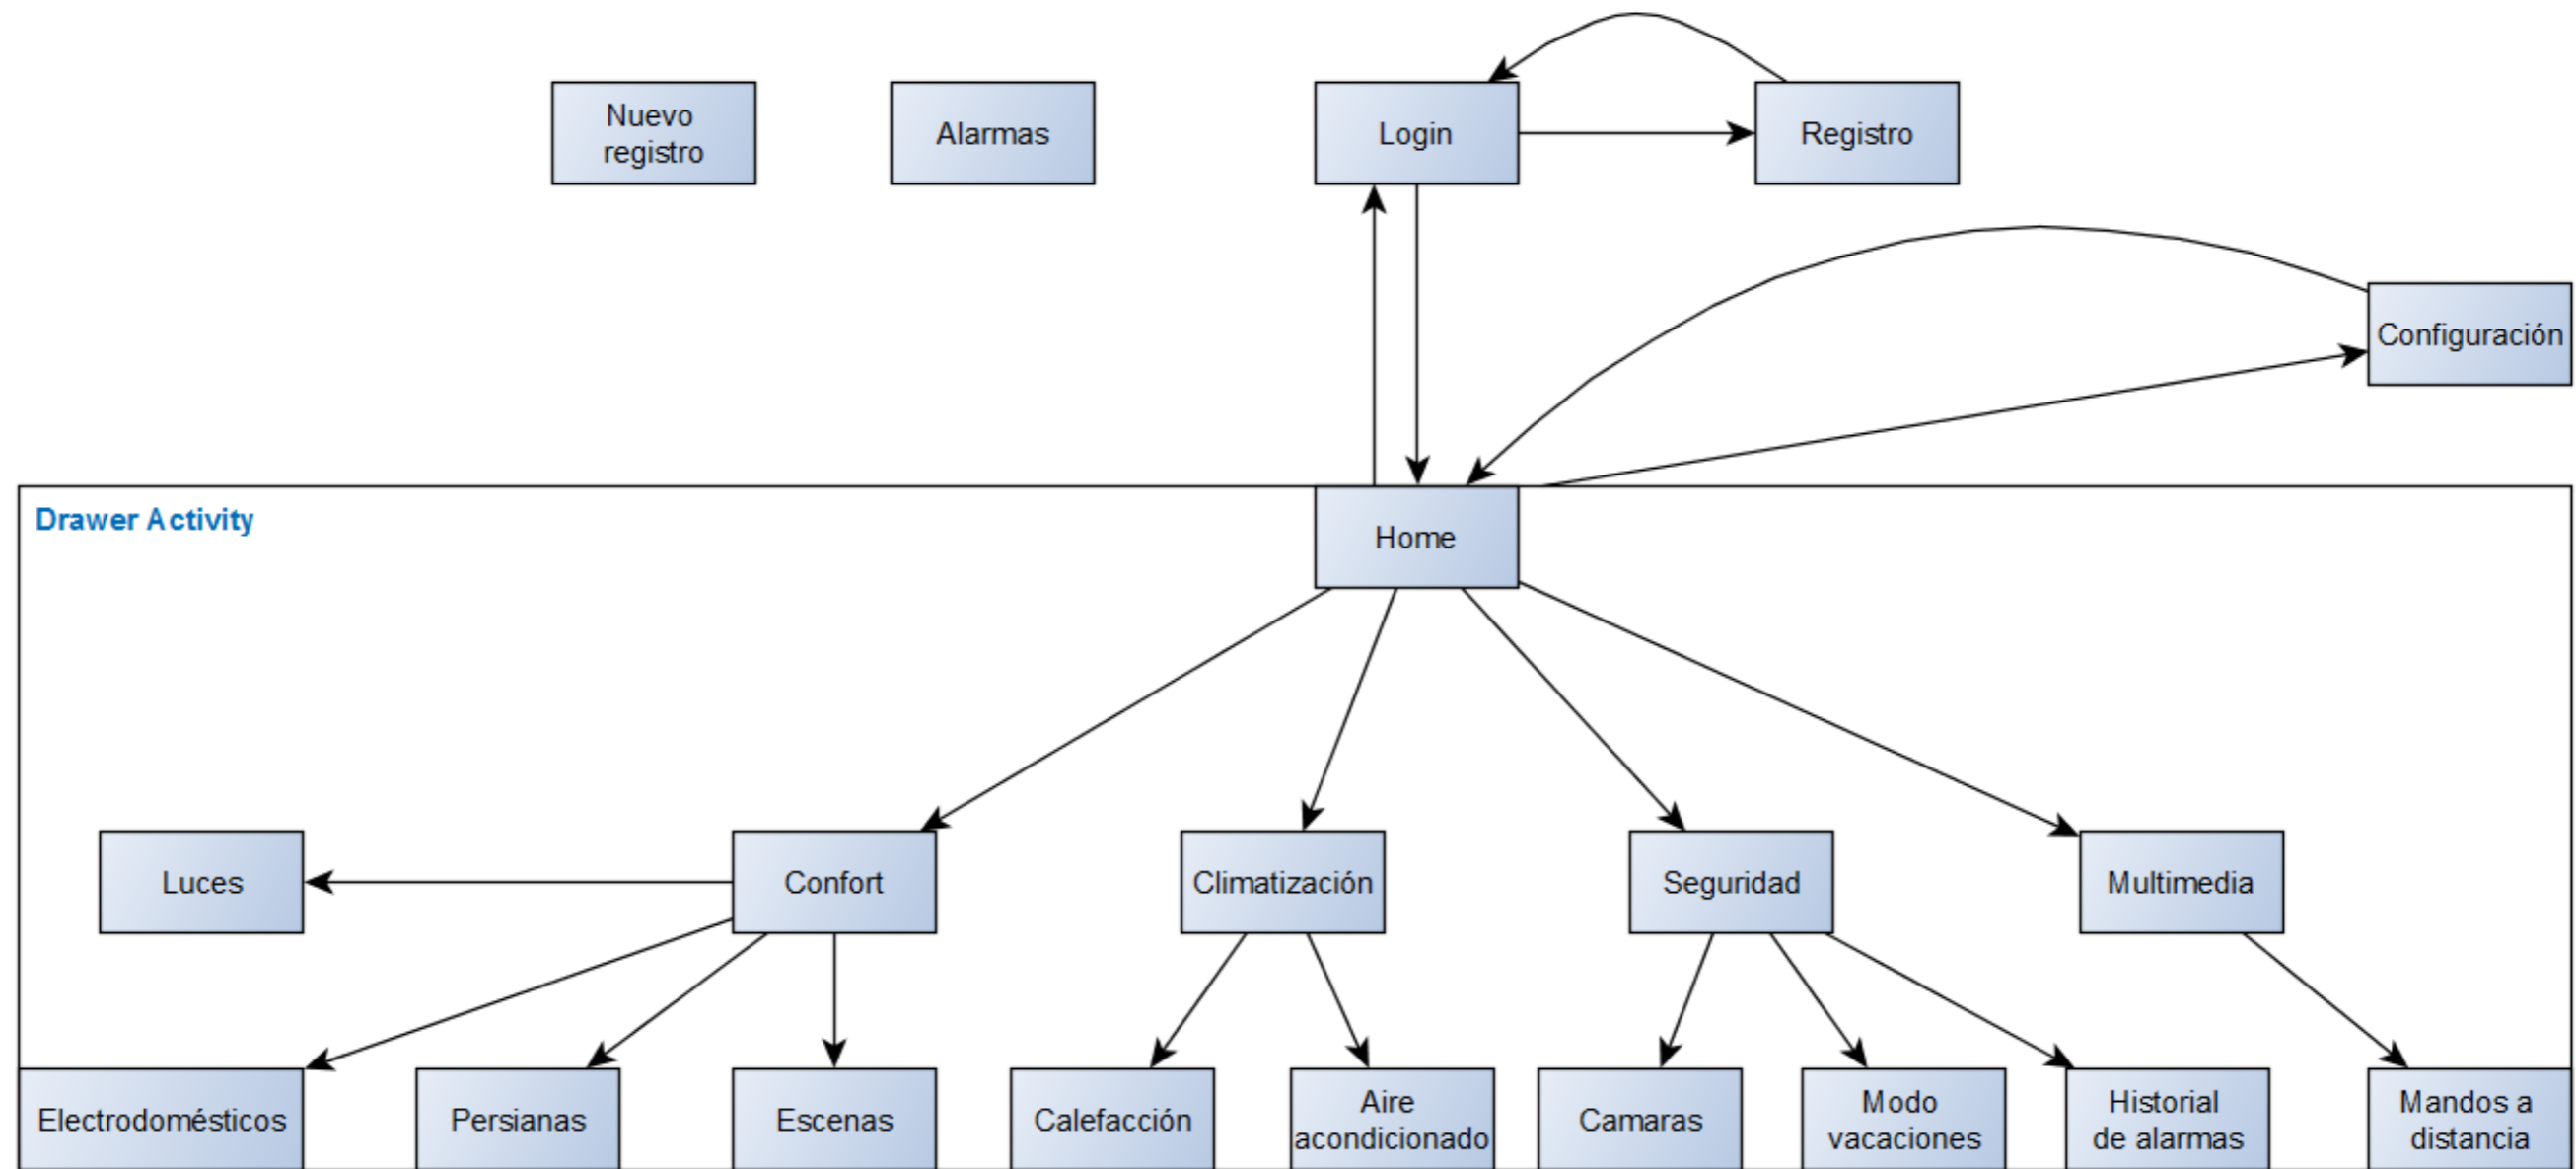 Nuevo
registro
Alarmas
Login
Registro
Configuración
Drawer Activity
Home
Luces
Confort
Climatización
Seguridad
Multimedia
Electrodomésticos
Persianas
Escenas
Calefacción
Aire
acondicionado
Camaras
Modo
vacaciones
Historial
de alarmas
Mandos a
distancia